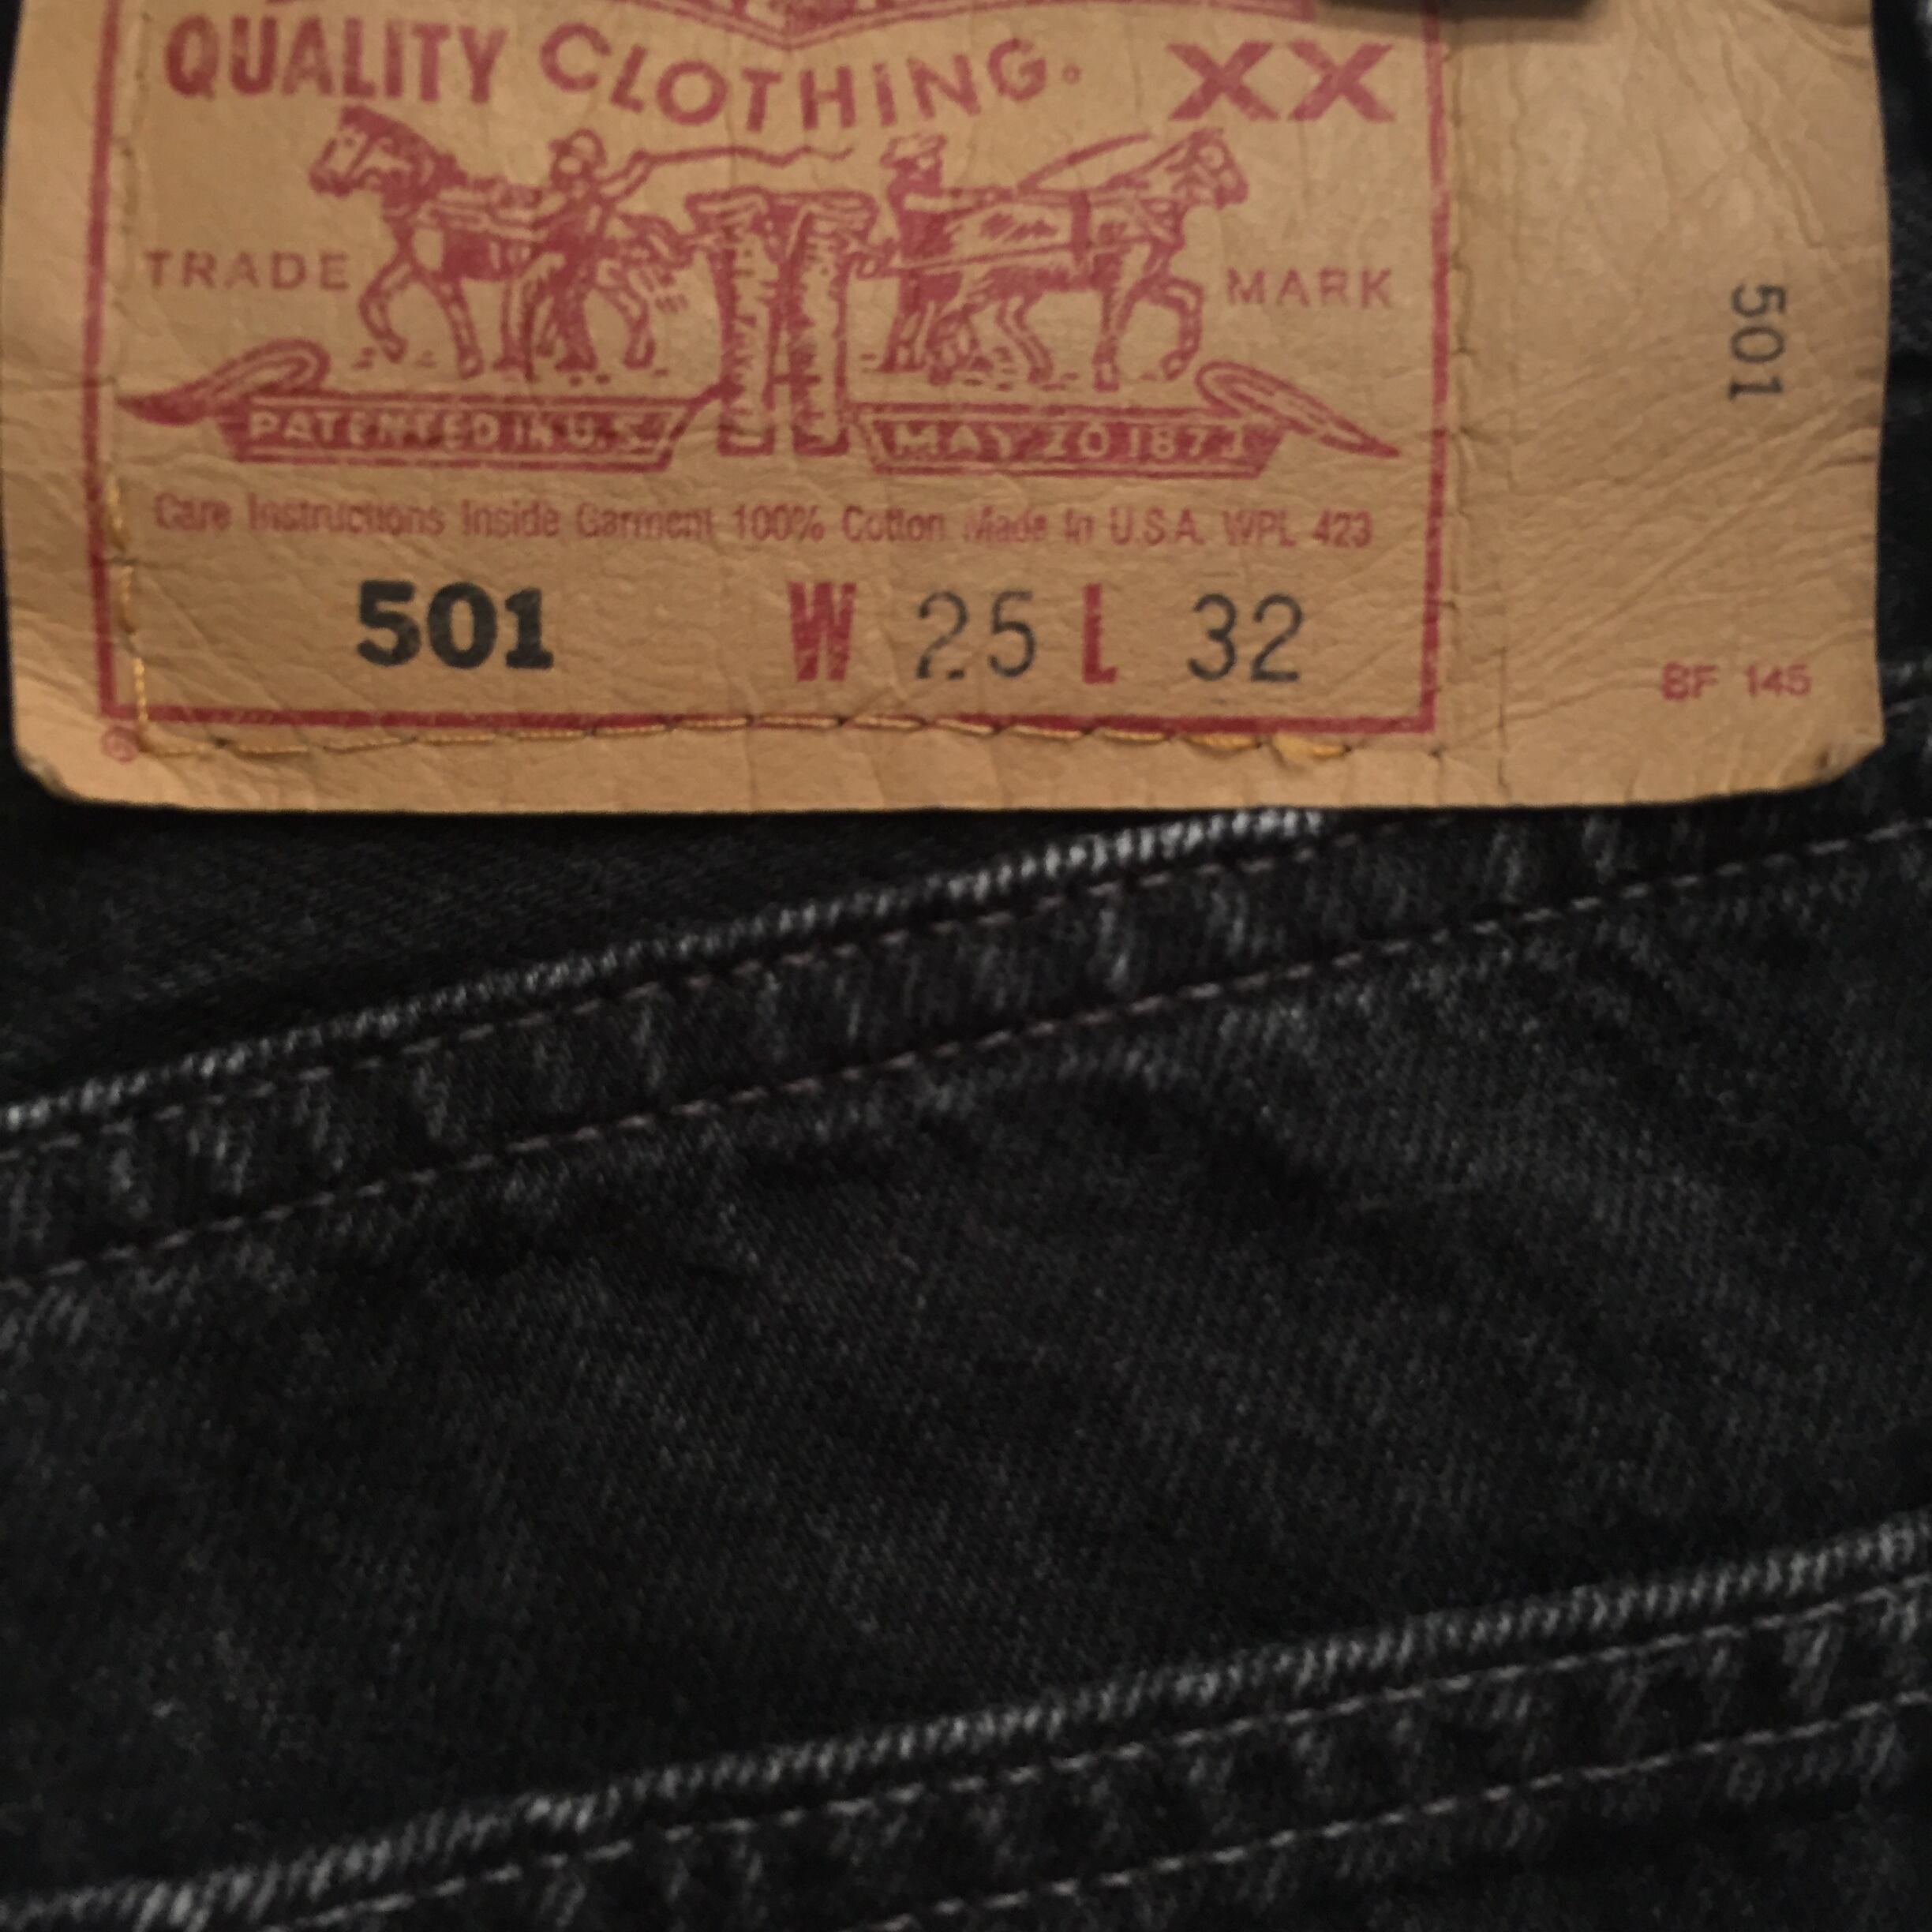 QUALITY CLOTHING. XX
TRADE MARK
PATENTED IN U.S. MAY 20 1873
Care Instructions Inside Garment 100% Cotton Made in U.S.A. WPL 423
501 W 25 L 32
501
BF 145
®